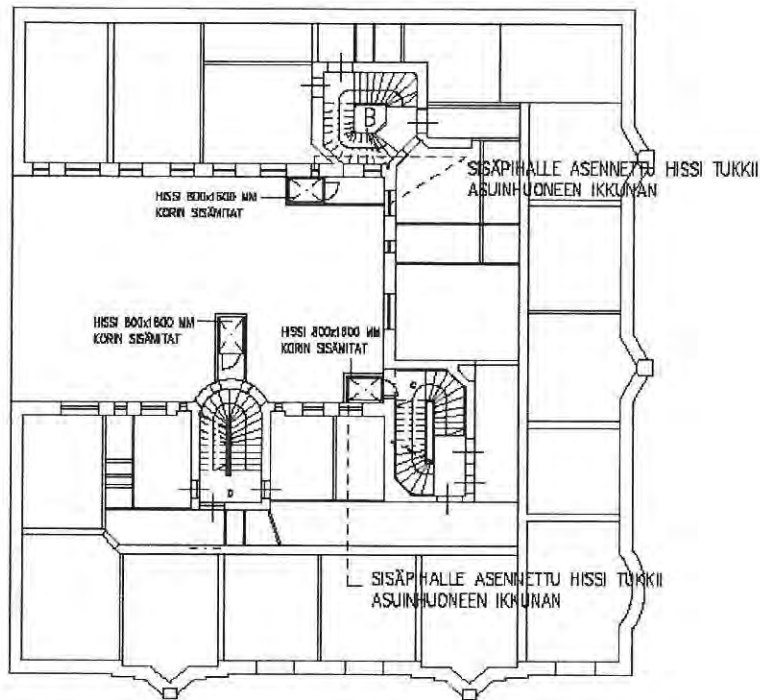 B
SISÄPIHALLE ASENNETTU HISSI TUKKII
ASUINHUONEEN IKKUNAN
HISSI 800x1600 MM
KORIN SISÄMITAT
HISSI 800x1600 MM
KORIN SISÄMITAT
HISSI 800x1600 MM
KORIN SISÄMITAT
C
D
SISÄPIHALLE ASENNETTU HISSI TUKKII
ASUINHUONEEN IKKUNAN